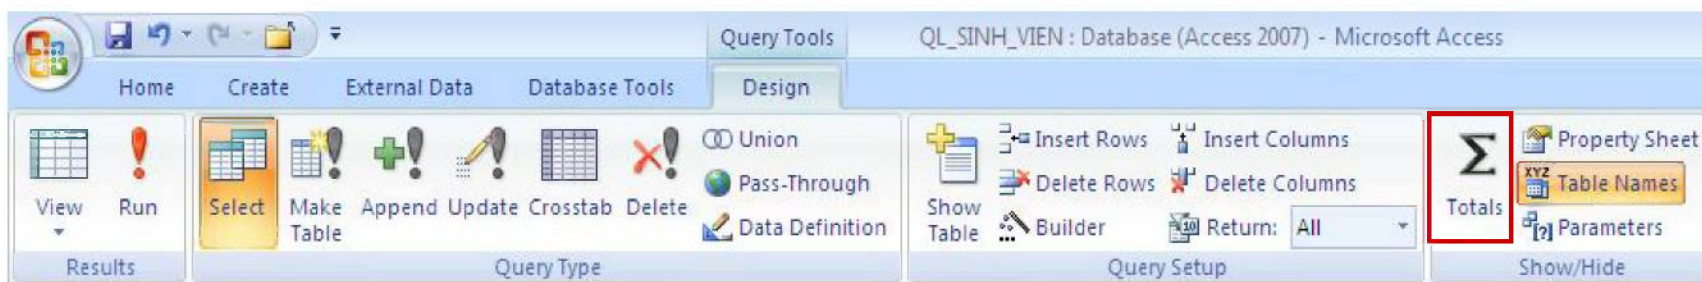 Query Tools
QL_SINH_VIEN : Database (Access 2007) - Microsoft Access
Home Create External Data Database Tools Design
View
Run
Results
Select
Make Table
Append
Update
Crosstab
Delete
Union
Pass-Through
Data Definition
Query Type
Show Table
Insert Rows
Delete Rows
Builder
Insert Columns
Delete Columns
10
Return: All
Query Setup
Σ
Totals
Property Sheet
XYZ
Table Names
[?]
Parameters
Show/Hide